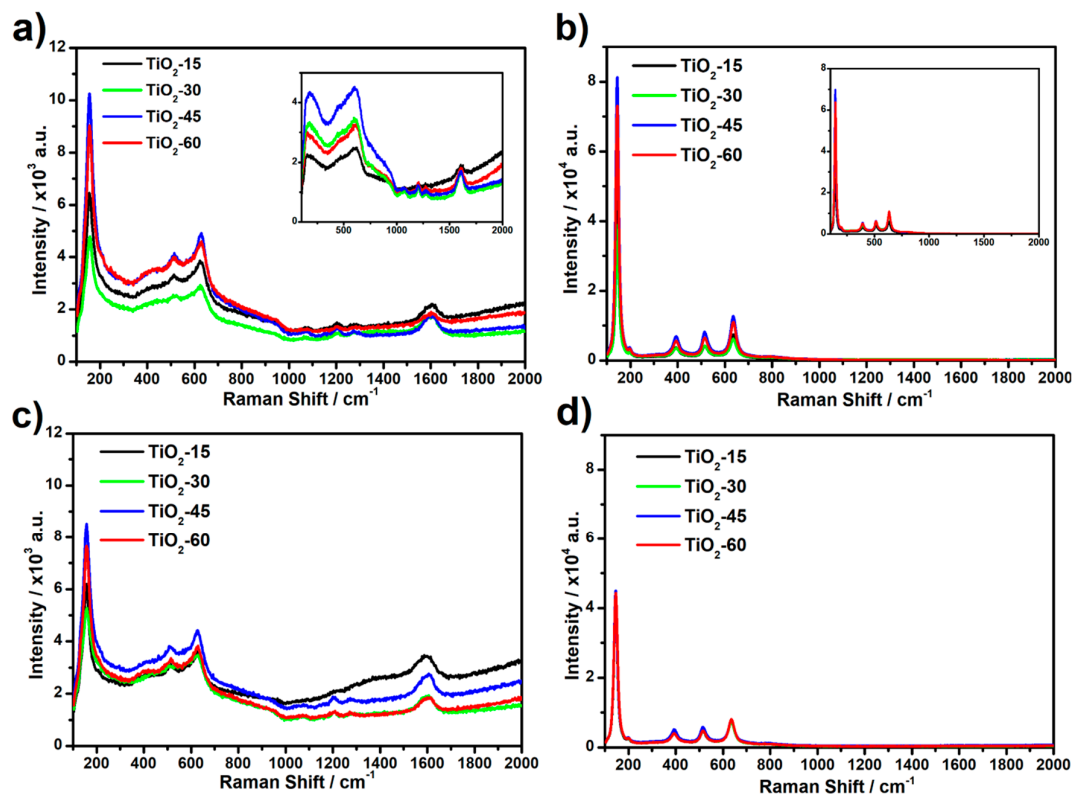 a)
12
10
8
6
4
2
0
Intensity / x10³ a.u.
TiO₂-15
TiO₂-30
TiO₂-45
TiO₂-60
4
2
0
500
1000
1500
2000
200 400 600 800 1000 1200 1400 1600 1800 2000
Raman Shift / cm⁻¹
b)
8
6
4
2
0
Intensity / x10⁴ a.u.
TiO₂-15
TiO₂-30
TiO₂-45
TiO₂-60
8
6
4
2
0
500
1000
1500
2000
200 400 600 800 1000 1200 1400 1600 1800 2000
Raman Shift / cm⁻¹
c)
12
10
8
6
4
2
0
Intensity / x10³ a.u.
TiO₂-15
TiO₂-30
TiO₂-45
TiO₂-60
200 400 600 800 1000 1200 1400 1600 1800 2000
Raman Shift / cm⁻¹
d)
8
6
4
2
0
Intensity / x10⁴ a.u.
TiO₂-15
TiO₂-30
TiO₂-45
TiO₂-60
200 400 600 800 1000 1200 1400 1600 1800 2000
Raman Shift / cm⁻¹